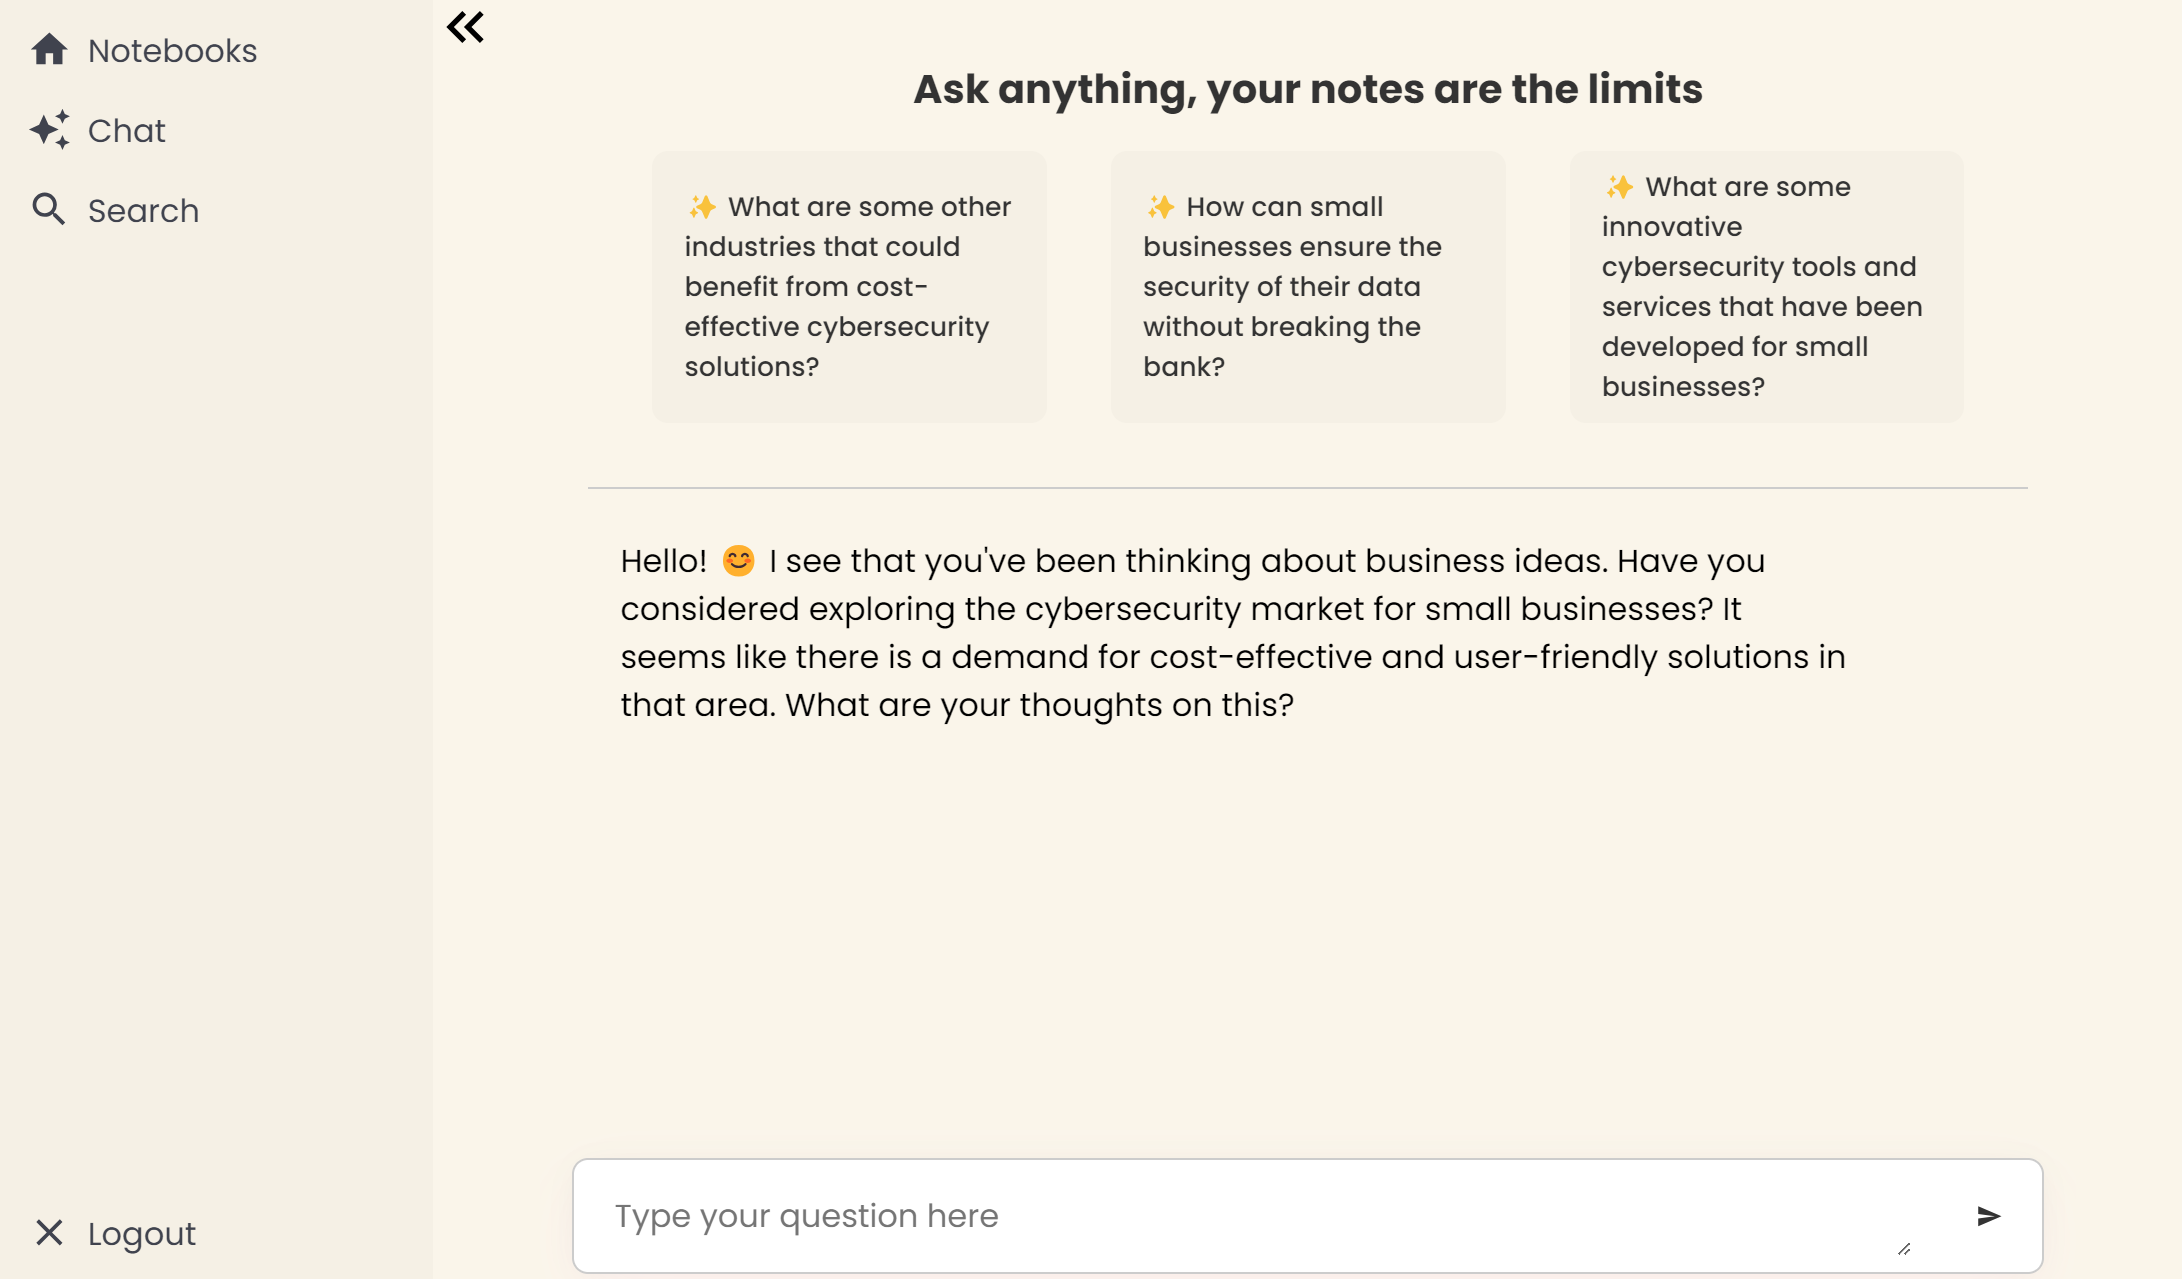 Notebooks
Chat
Search
Logout
Ask anything, your notes are the limits
✨ What are some other
industries that could
benefit from cost-
effective cybersecurity
solutions?
✨ How can small
businesses ensure the
security of their data
without breaking the
bank?
✨ What are some
innovative
cybersecurity tools and
services that have been
developed for small
businesses?
Hello! 😊 I see that you've been thinking about business ideas. Have you
considered exploring the cybersecurity market for small businesses? It
seems like there is a demand for cost-effective and user-friendly solutions in
that area. What are your thoughts on this?
Type your question here